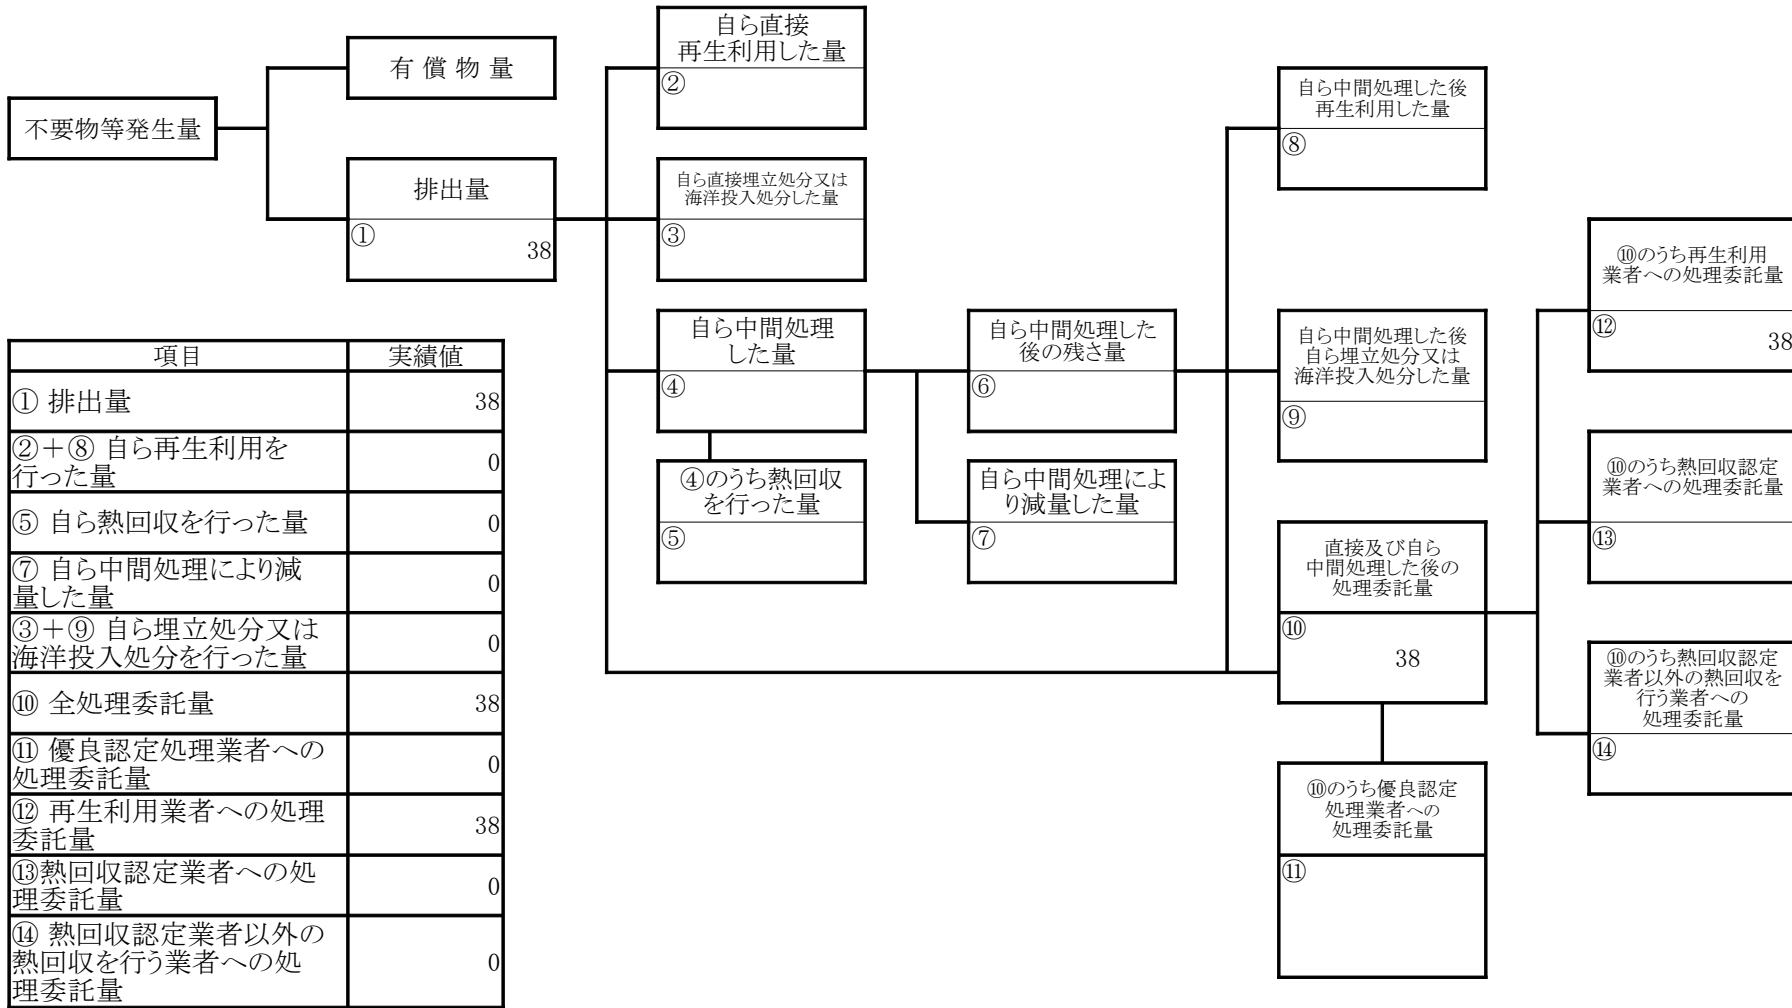 不要物等発生量
有 償 物 量
排出量
①
38
自ら直接
再生利用した量
②
自ら直接埋立処分又は
海洋投入処分した量
③
自ら中間処理
した量
④
④のうち熱回収
を行った量
⑤
自ら中間処理した
後の残さ量
⑥
自ら中間処理によ
り減量した量
⑦
自ら中間処理した後
再生利用した量
⑧
自ら中間処理した後
自ら埋立処分又は
海洋投入処分した量
⑨
直接及び自ら
中間処理した後の
処理委託量
⑩
38
⑩のうち優良認定
処理業者への
処理委託量
⑪
⑩のうち再生利用
業者への処理委託量
⑫
38
⑩のうち熱回収認定
業者への処理委託量
⑬
⑩のうち熱回収認定
業者以外の熱回収を
行う業者への
処理委託量
⑭
項目 実績値
① 排出量 38
②+⑧ 自ら再生利用を
行った量 0
⑤ 自ら熱回収を行った量 0
⑦ 自ら中間処理により減
量した量 0
③+⑨ 自ら埋立処分又は
海洋投入処分を行った量 0
⑩ 全処理委託量 38
⑪ 優良認定処理業者への
処理委託量 0
⑫ 再生利用業者への処理
委託量 38
⑬熱回収認定業者への処
理委託量 0
⑭ 熱回収認定業者以外の
熱回収を行う業者への処
理委託量 0